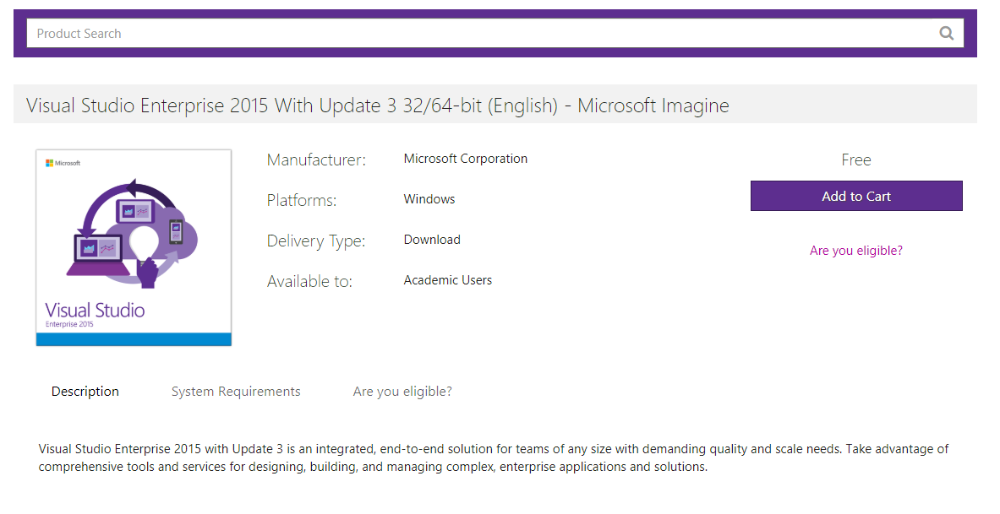 Product Search
Visual Studio Enterprise 2015 With Update 3 32/64-bit (English) - Microsoft Imagine
Microsoft
Visual Studio
Enterprise 2015
Manufacturer: Microsoft Corporation
Platforms: Windows
Delivery Type: Download
Available to: Academic Users
Free
Add to Cart
Are you eligible?
Description System Requirements Are you eligible?
Visual Studio Enterprise 2015 with Update 3 is an integrated, end-to-end solution for teams of any size with demanding quality and scale needs. Take advantage of
comprehensive tools and services for designing, building, and managing complex, enterprise applications and solutions.